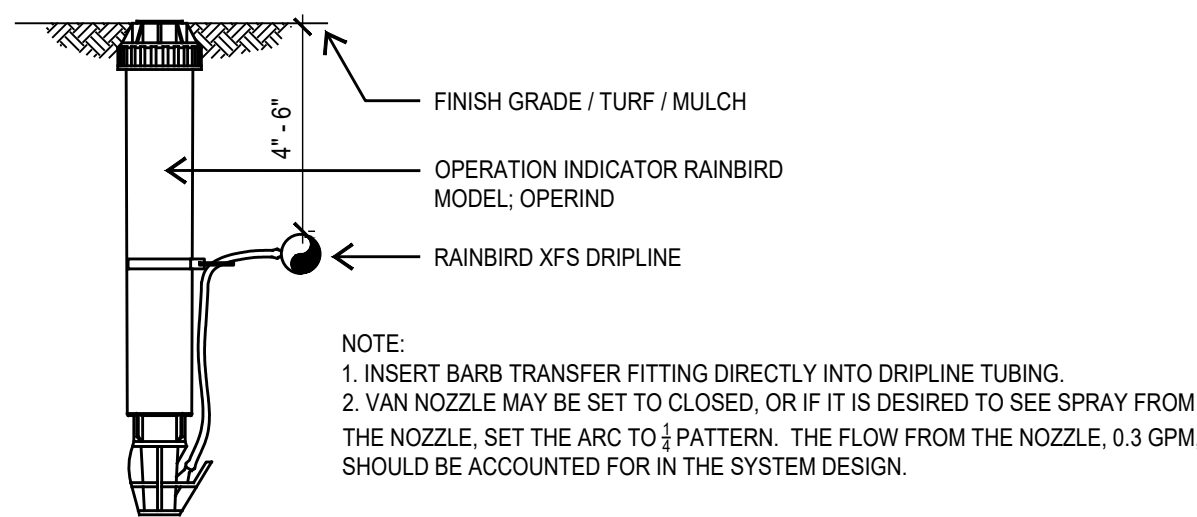 FINISH GRADE / TURF / MULCH
4" - 6"
OPERATION INDICATOR RAINBIRD
MODEL; OPERIND
RAINBIRD XFS DRIPLINE
NOTE:
1. INSERT BARB TRANSFER FITTING DIRECTLY INTO DRIPLINE TUBING.
2. VAN NOZZLE MAY BE SET TO CLOSED, OR IF IT IS DESIRED TO SEE SPRAY FROM
THE NOZZLE, SET THE ARC TO 1/4 PATTERN. THE FLOW FROM THE NOZZLE, 0.3 GPM,
SHOULD BE ACCOUNTED FOR IN THE SYSTEM DESIGN.